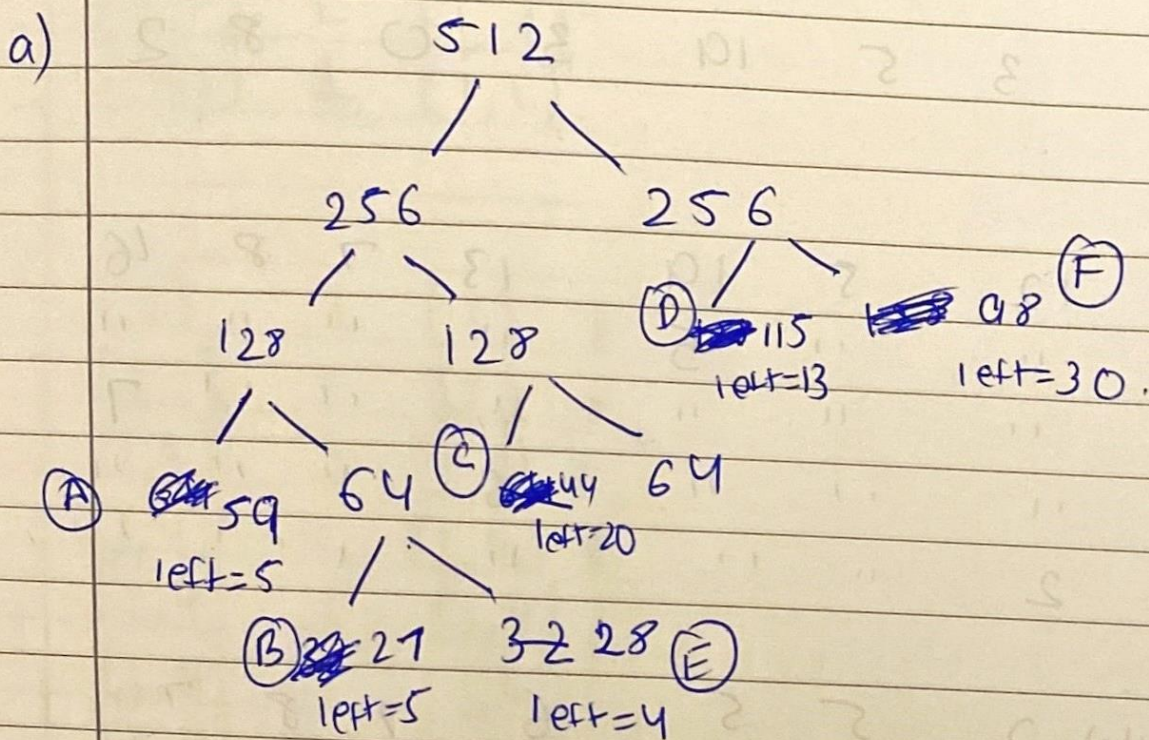 a) 512
256 256
128 128 D 115 98 F
left=13 left=30.
A 59 64 C 44 64
left=5 left=20
B 27 32 28 E
left=5 left=4